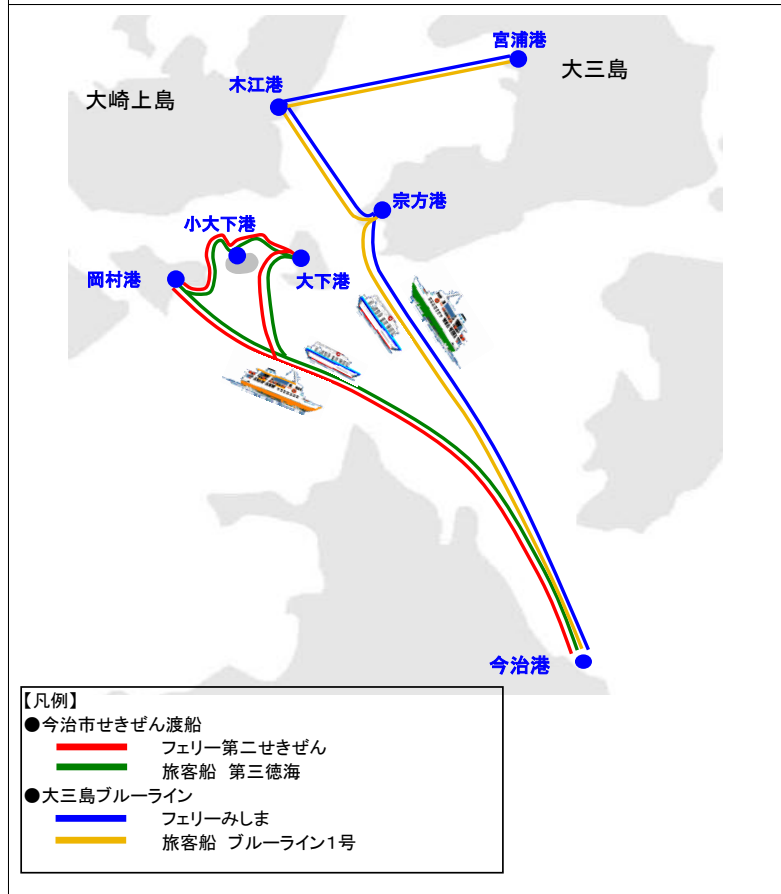 宮浦港
大三島
木江港
大崎上島
宗方港
小大下港
大下港
岡村港
今治港
【凡例】
●今治市せきぜん渡船
フェリー第二せきぜん
旅客船 第三徳海
●大三島ブルーライン
フェリーみしま
旅客船 ブルーライン1号